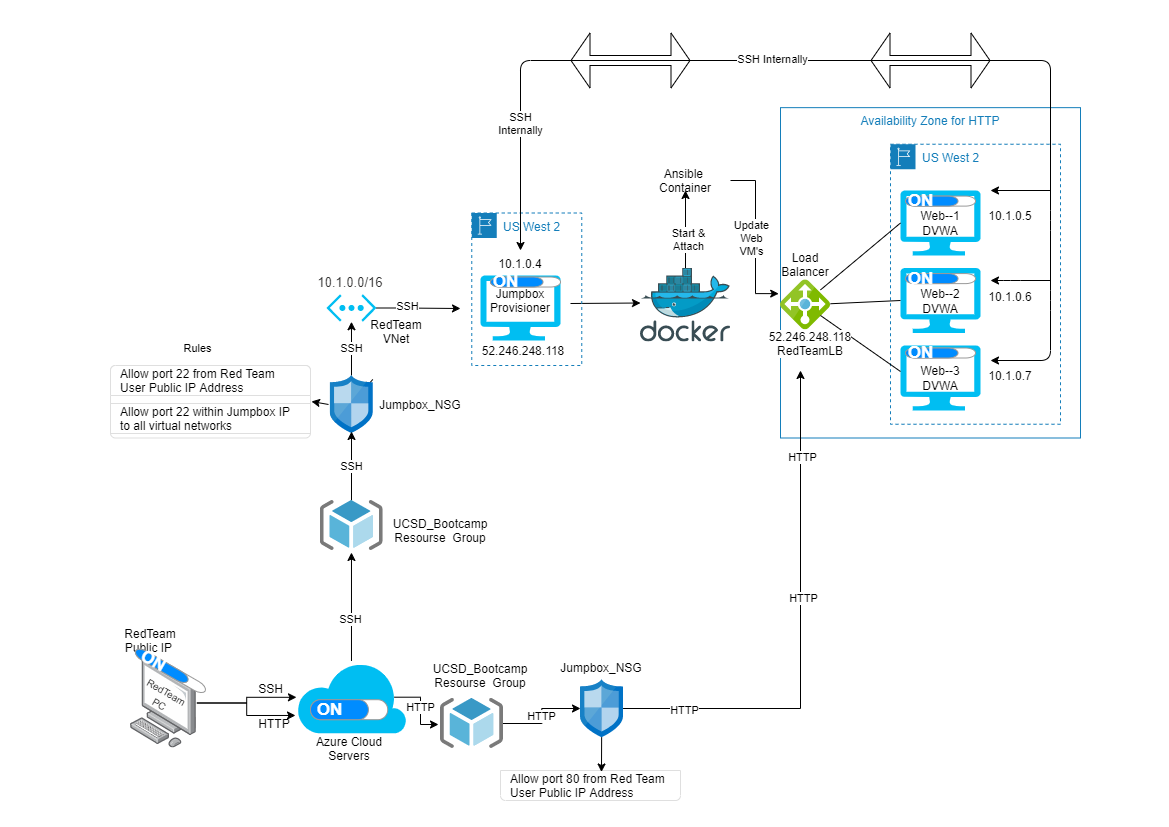 SSH Internally
SSH
Internally
Availability Zone for HTTP
US West 2
Ansible
Container
Start &
Attach
Update
Web
VM's
ON
Web--1
DVWA
10.1.0.5
US West 2
10.1.0.4
ON
Jumpbox
Provisioner
52.246.248.118
docker
Load
Balancer
52.246.248.118
RedTeamLB
ON
Web--2
DVWA
10.1.0.6
ON
Web--3
DVWA
10.1.0.7
10.1.0.0/16
SSH
RedTeam
VNet
SSH
Rules
Allow port 22 from Red Team
User Public IP Address
Allow port 22 within Jumpbox IP
to all virtual networks
Jumpbox_NSG
SSH
HTTP
UCSD_Bootcamp
Resourse Group
SSH
HTTP
RedTeam
Public IP
ON
RedTeam
PC
SSH
HTTP
ON
Azure Cloud
Servers
HTTP
UCSD_Bootcamp
Resourse Group
HTTP
Jumpbox_NSG
HTTP
Allow port 80 from Red Team
User Public IP Address